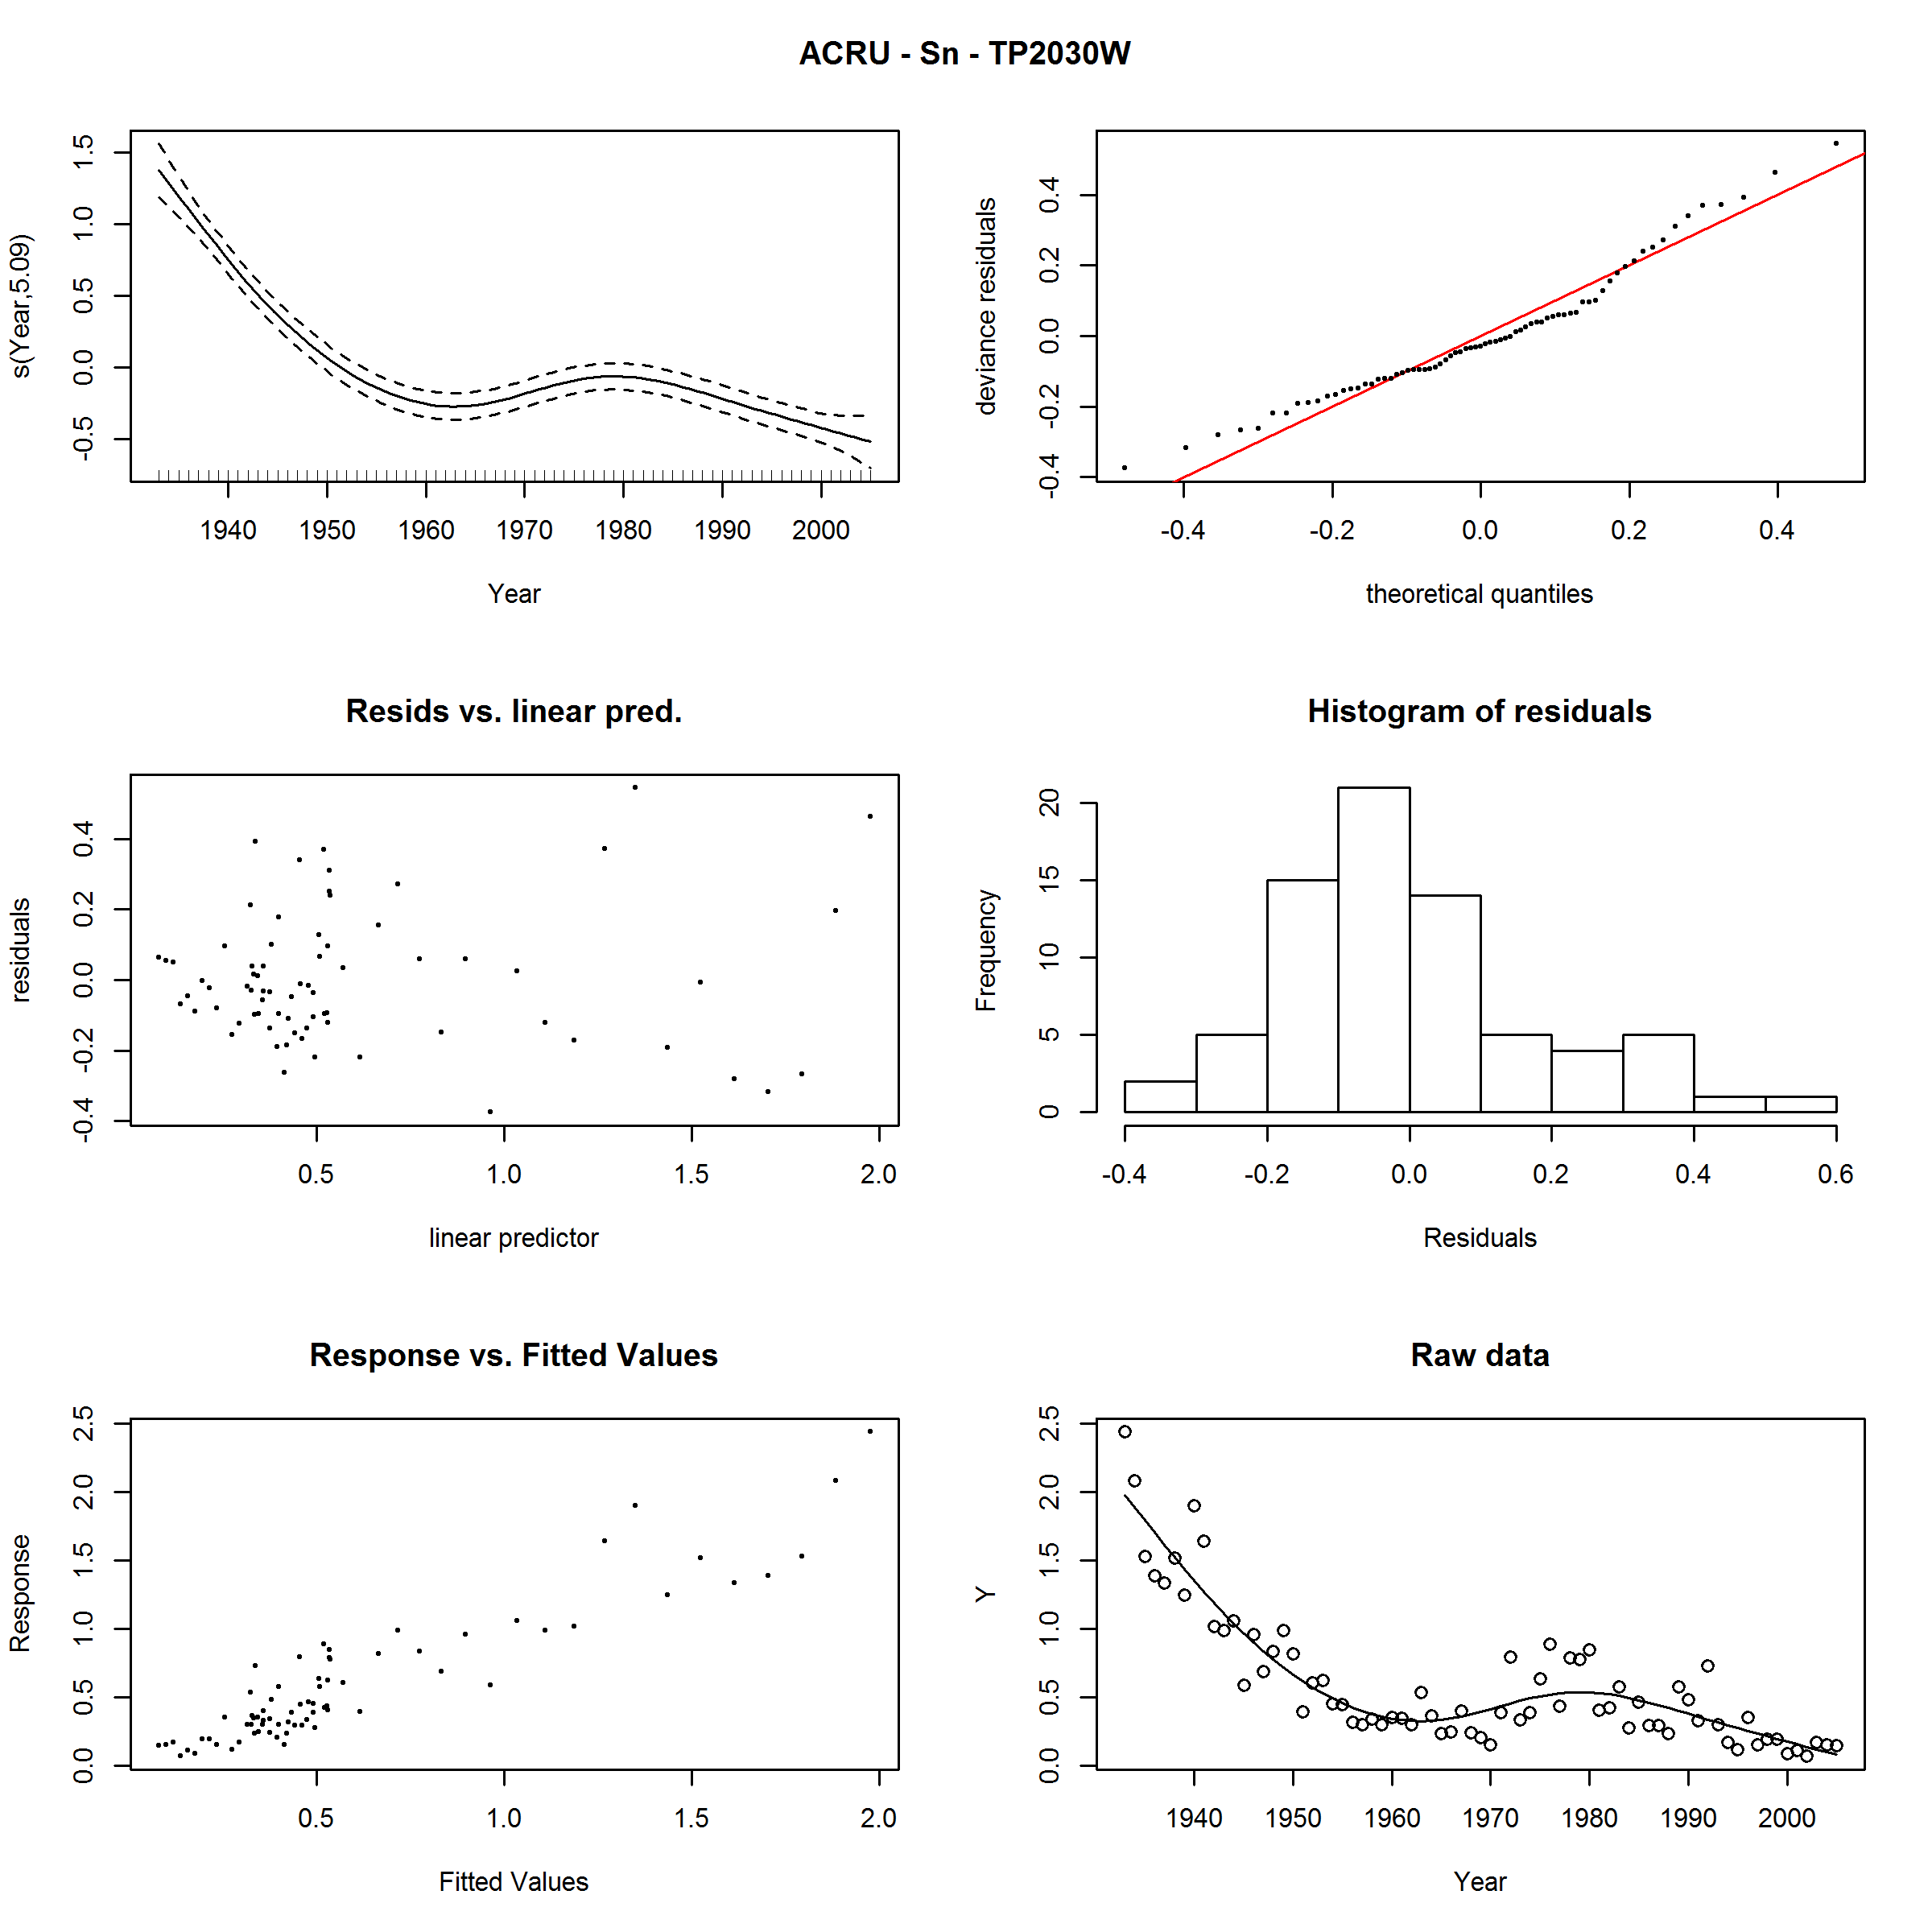 ACRU - Sn - TP2030W
s(Year,5.09)
1.5
1.0
0.5
0.0
-0.5
1940 1950 1960 1970 1980 1990 2000
Year
deviance residuals
0.4
0.2
0.0
-0.2
-0.4
-0.4 -0.2 0.0 0.2 0.4
theoretical quantiles
Resids vs. linear pred.
residuals
0.4
0.2
0.0
-0.2
-0.4
0.5 1.0 1.5 2.0
linear predictor
Histogram of residuals
Frequency
20
15
10
5
0
-0.4 -0.2 0.0 0.2 0.4 0.6
Residuals
Response vs. Fitted Values
Response
2.5
2.0
1.5
1.0
0.5
0.0
0.5 1.0 1.5 2.0
Fitted Values
Raw data
Y
2.5
2.0
1.5
1.0
0.5
0.0
1940 1950 1960 1970 1980 1990 2000
Year